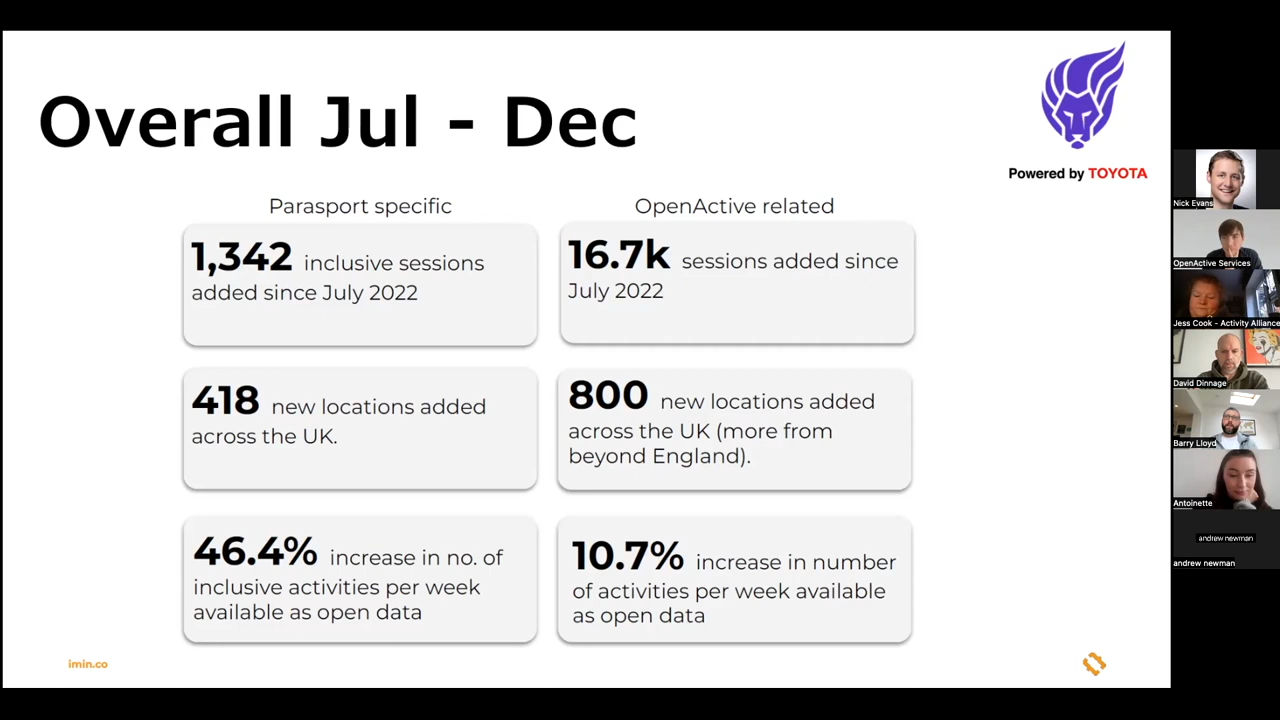 Overall Jul - Dec
Powered by TOYOTA
Parasport specific
1,342 inclusive sessions
added since July 2022
418 new locations added
across the UK.
46.4% increase in no. of
inclusive activities per week
available as open data
OpenActive related
16.7k sessions added since
July 2022
800 new locations added
across the UK (more from
beyond England).
10.7% increase in number
of activities per week available
as open data
imin.co
Nick Evans
OpenActive Services
Jess Cook - Activity Alliance
David Dinnage
Barry Lloyd
Antoinette
andrew newman
andrew newman